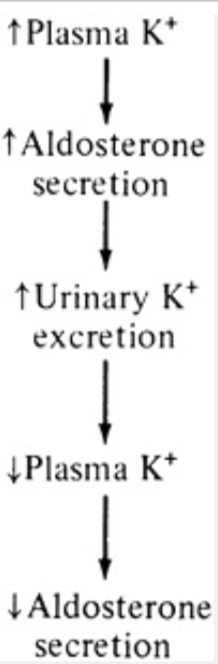 ↑Plasma K⁺
↑Aldosterone
secretion
↑Urinary K⁺
excretion
↓Plasma K⁺
↓Aldosterone
secretion